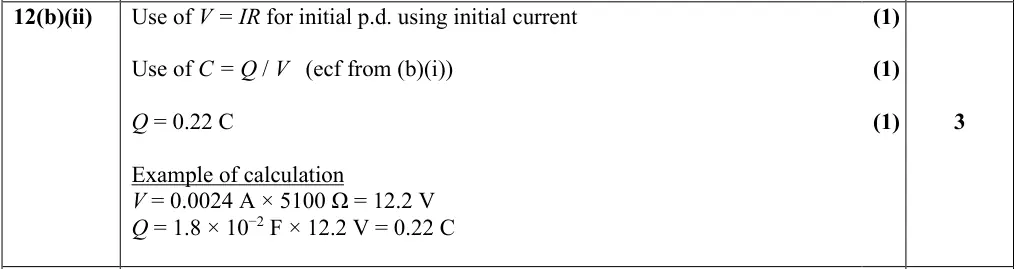 12(b)(ii) Use of V = IR for initial p.d. using initial current (1)
Use of C = Q / V (ecf from (b)(i)) (1)
Q = 0.22 C (1) 3
Example of calculation
V = 0.0024 A × 5100 Ω = 12.2 V
Q = 1.8 × 10⁻² F × 12.2 V = 0.22 C